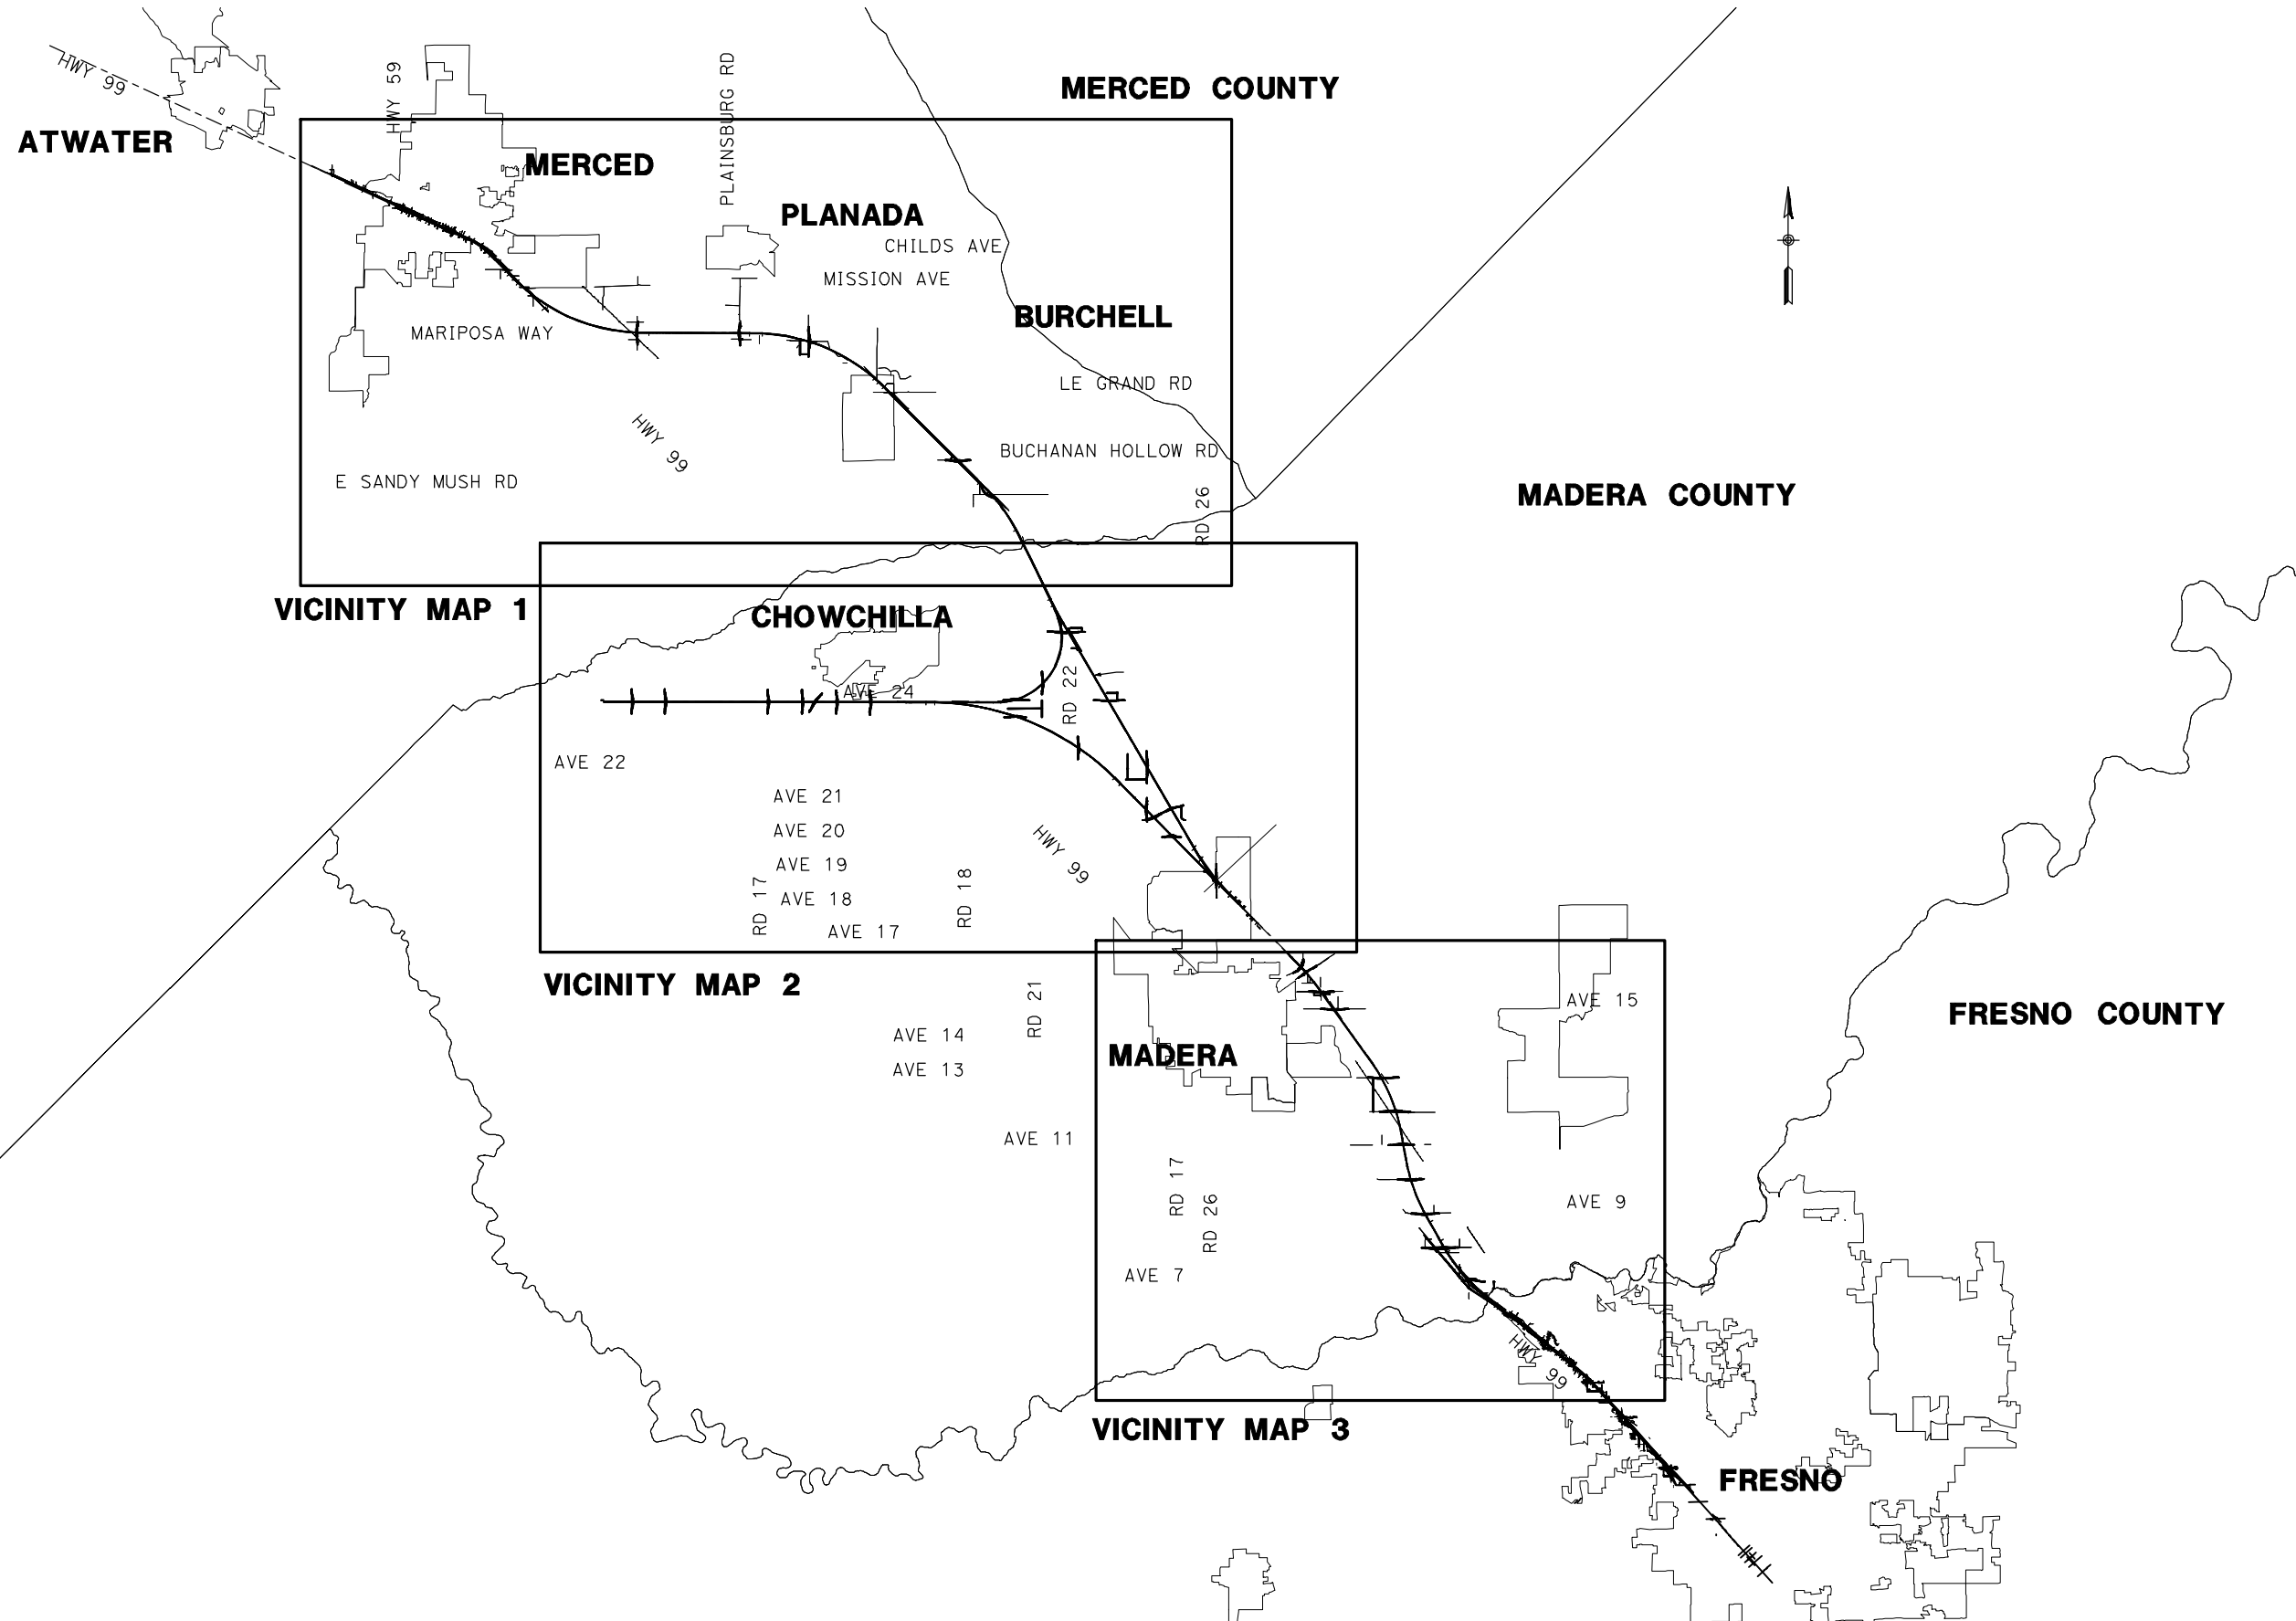 HWY 99
HWY 59
PLAINSBURG RD
MERCED COUNTY
ATWATER
MERCED
PLANADA
CHILDS AVE
MISSION AVE
BURCHELL
MARIPOSA WAY
LE GRAND RD
HWY 99
BUCHANAN HOLLOW RD
E SANDY MUSH RD
RD 26
MADERA COUNTY
VICINITY MAP 1
CHOWCHILLA
AVE 24
RD 22
AVE 22
AVE 21
AVE 20
AVE 19
HWY 99
RD 17
AVE 18
RD 18
AVE 17
VICINITY MAP 2
RD 21
AVE 15
FRESNO COUNTY
AVE 14
MADERA
AVE 13
AVE 11
RD 17
RD 26
AVE 9
AVE 7
HWY 99
VICINITY MAP 3
FRESNO